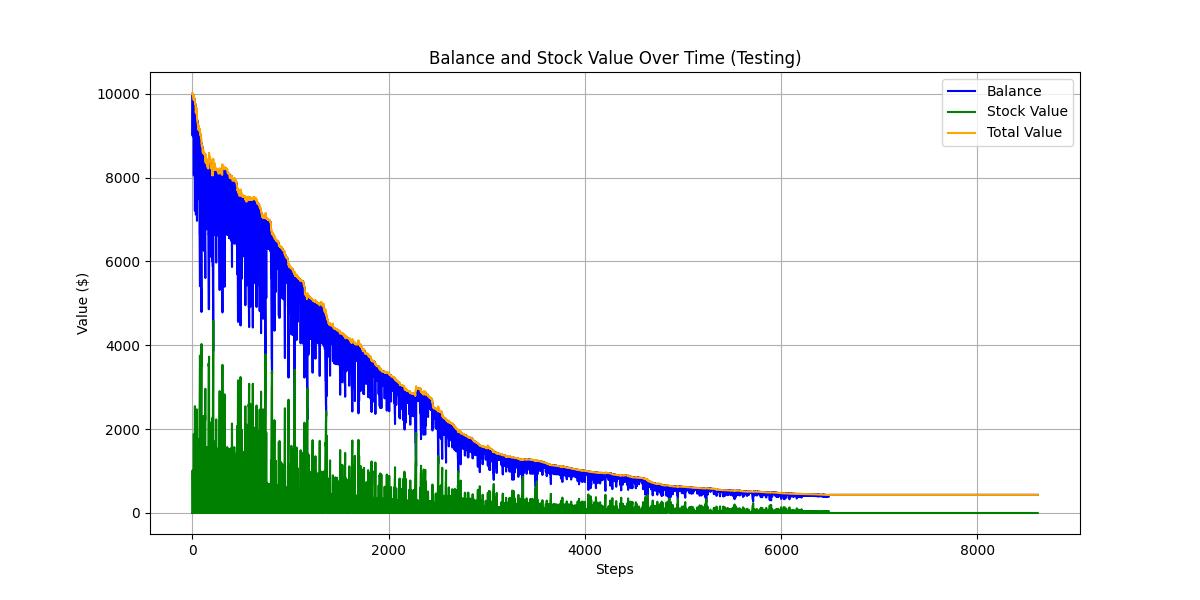 Balance and Stock Value Over Time (Testing)
Balance
Stock Value
Total Value
Value ($)
10000
8000
6000
4000
2000
0
0 2000 4000 6000 8000
Steps